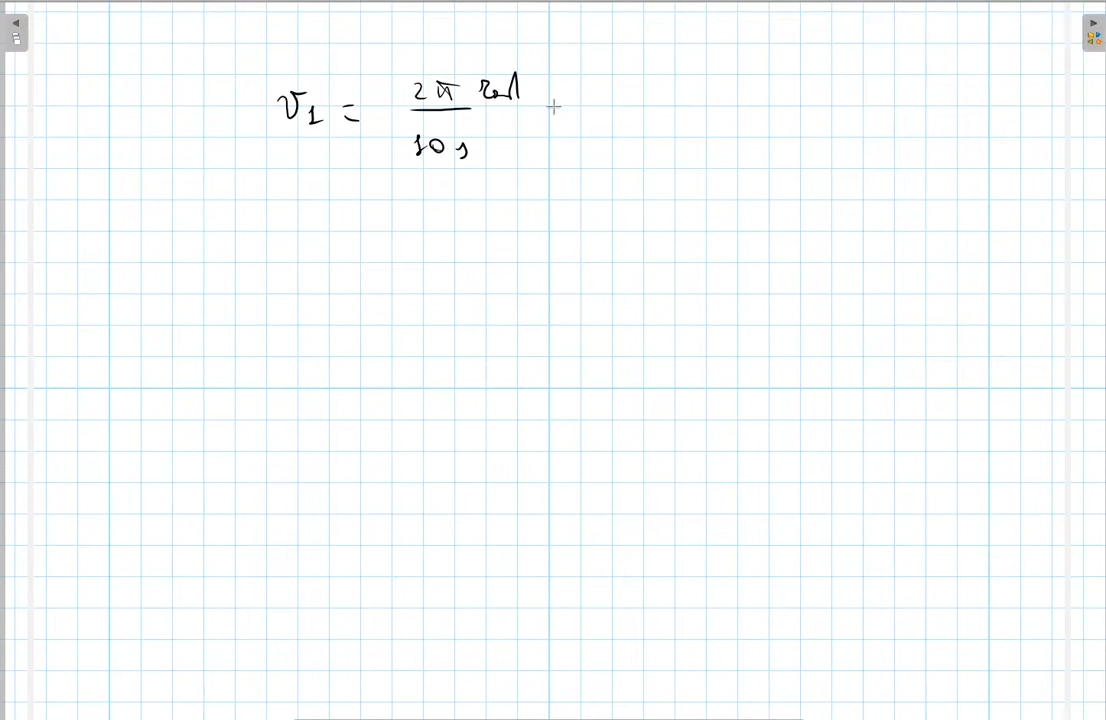 v₁ = 2π rad
10 s